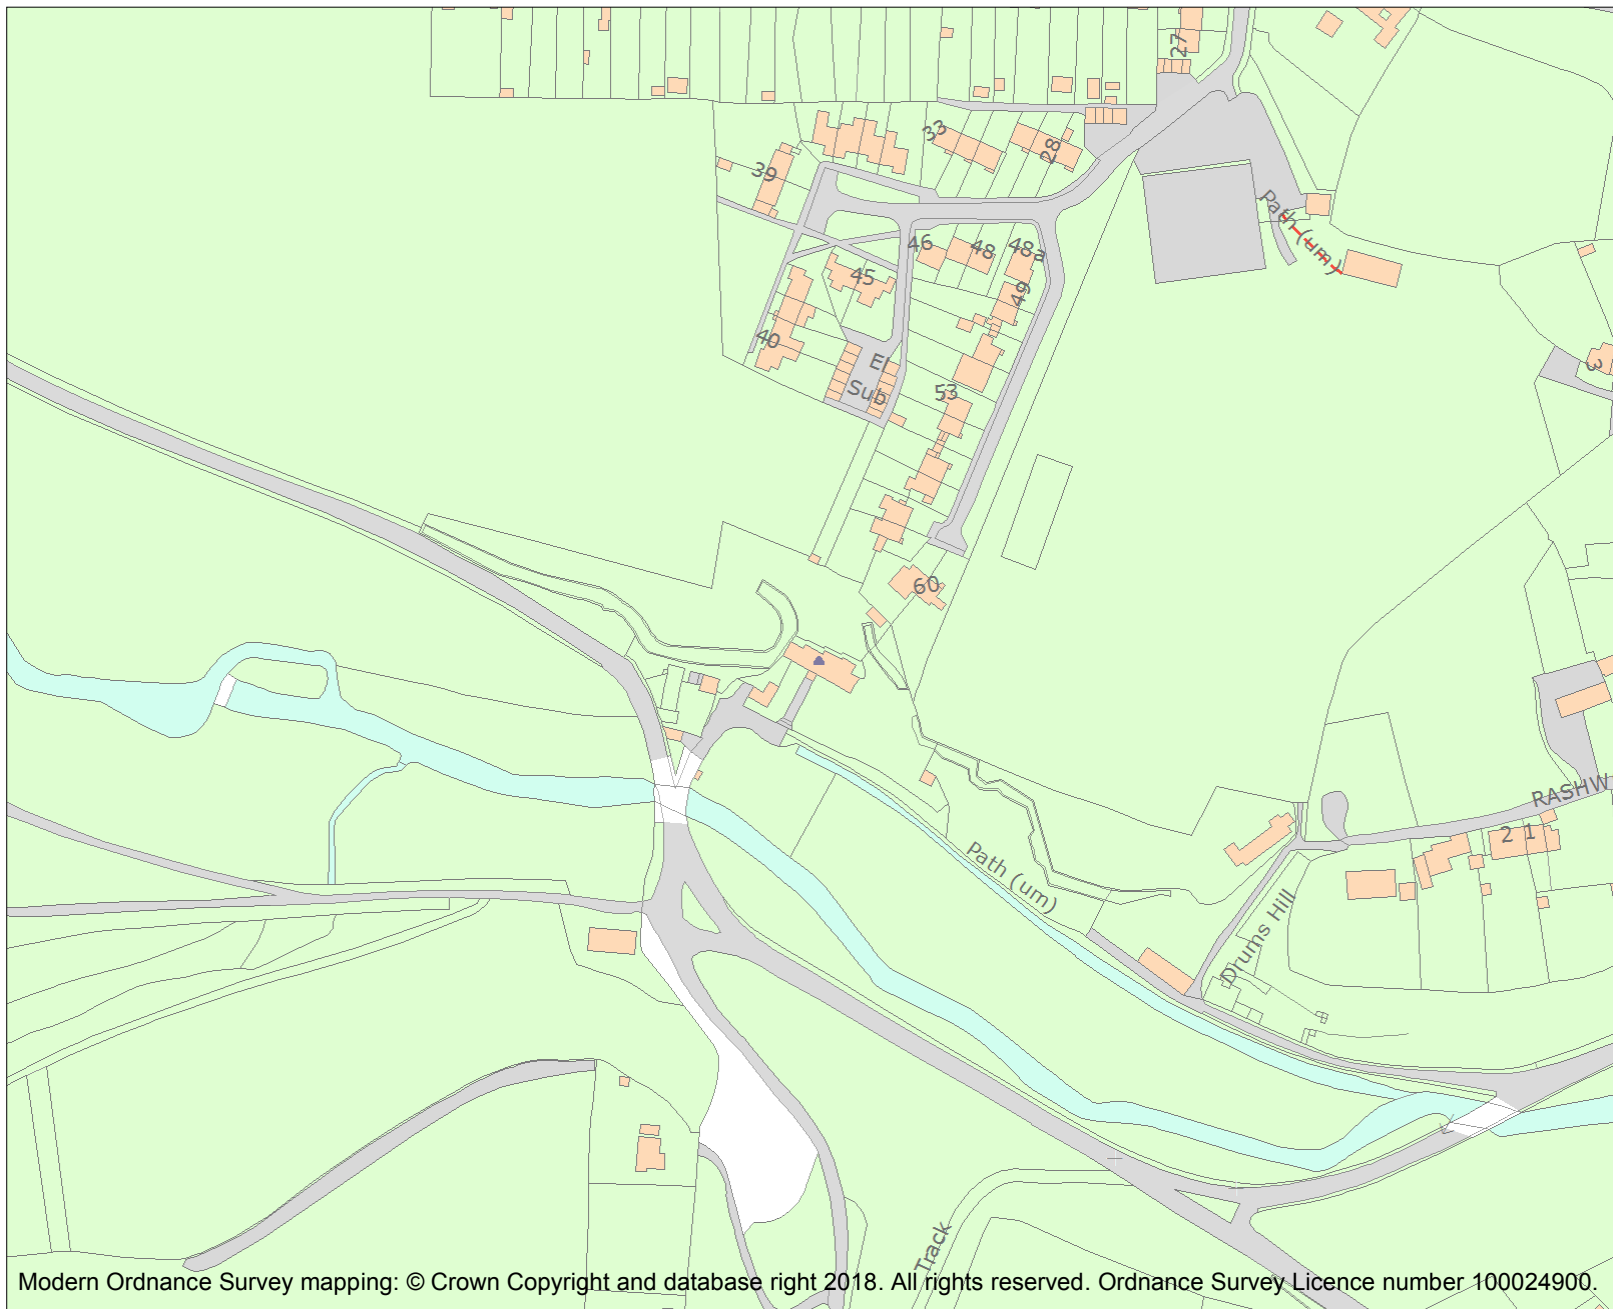 27
33
28
39
Path (um)
46
48
48a
45
49
40
El
Sub
53
3
60
RASHW
2 1
Path (um)
Drums Hill
Track
Modern Ordnance Survey mapping: © Crown Copyright and database right 2018. All rights reserved. Ordnance Survey Licence number 100024900.